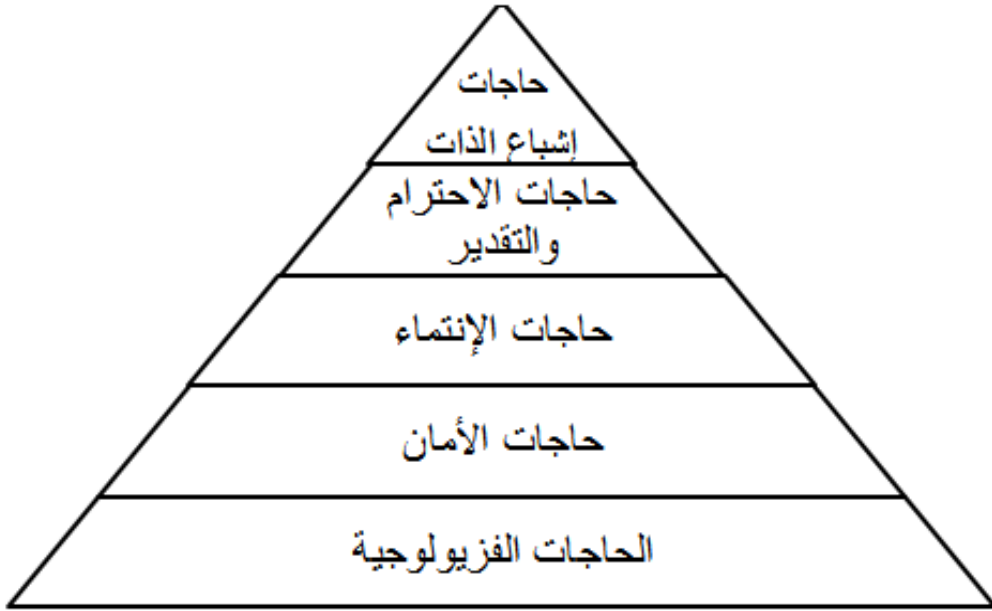 حاجات
إشباع الذات
حاجات الاحترام
والتقدير
حاجات الإنتماء
حاجات الأمان
الحاجات الفزيولوجية